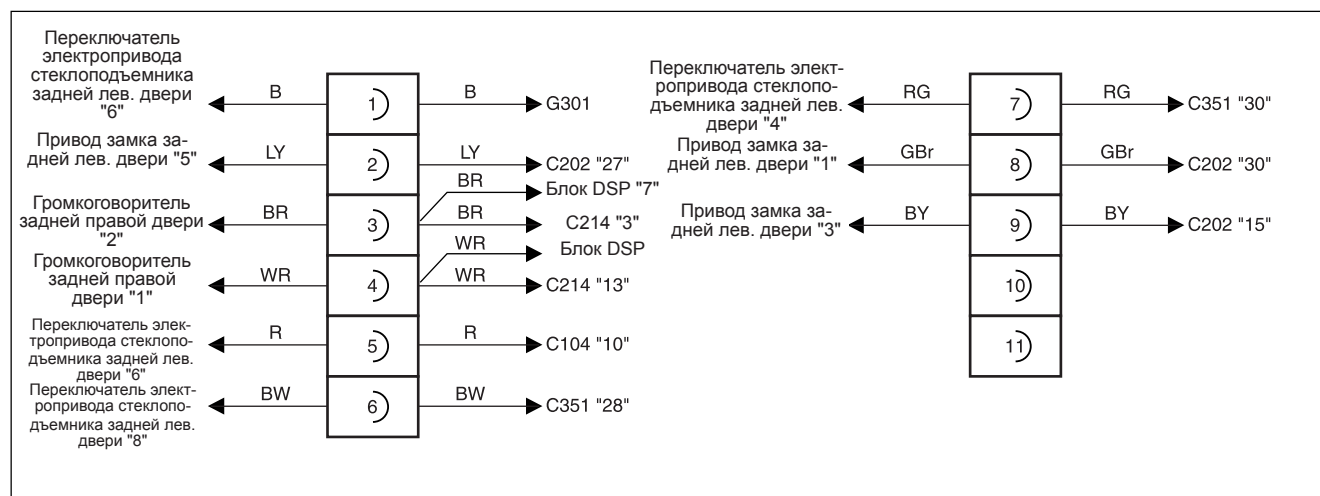 Переключатель
электропривода
стеклоподъемника
задней лев. двери
"6"
B
1
B
G301
Привод замка за-
дней лев. двери "5"
LY
2
LY
C202 "27"
BR
Блок DSP "7"
Громкоговоритель
задней правой двери
"2"
BR
3
BR
C214 "3"
WR
Блок DSP
Громкоговоритель
задней правой
двери "1"
WR
4
WR
C214 "13"
Переключатель элек-
тропривода стеклопо-
дъемника задней лев.
двери "6"
R
5
R
C104 "10"
Переключатель элект-
ропривода стеклопо-
дъемника задней лев.
двери "8"
BW
6
BW
C351 "28"
Переключатель элект-
ропривода стеклопо-
дъемника задней лев.
двери "4"
RG
7
RG
C351 "30"
Привод замка за-
дней лев. двери "1"
GBr
8
GBr
C202 "30"
Привод замка за-
дней лев. двери "3"
BY
9
BY
C202 "15"
10
11